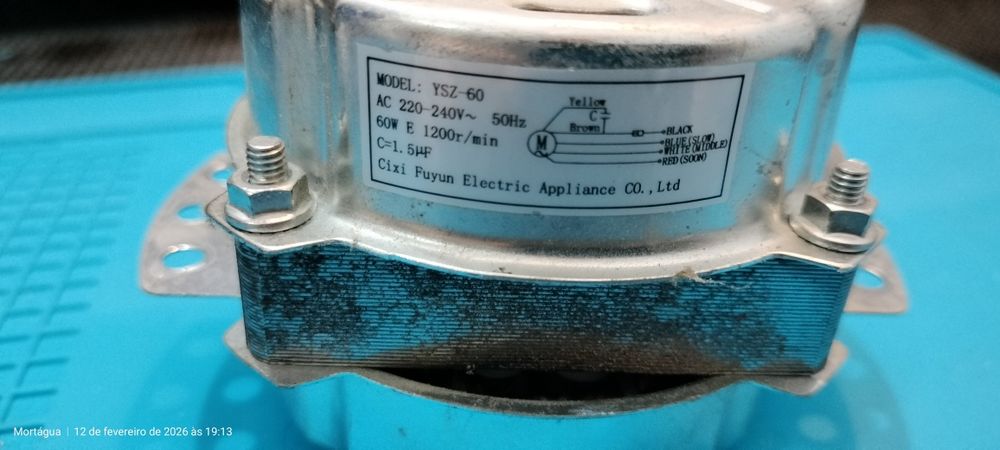 MODEL: YSZ-60
AC 220-240V~ 50Hz
60W E 1200r/min
C=1.5μF
Cixi Fuyun Electric Appliance CO.,Ltd
Yellow
C
Brown
M
BLACK
BLUE(SLOW)
WHITE(MIDDLE)
RED(SOON)
Mortágua | 12 de fevereiro de 2026 às 19:13